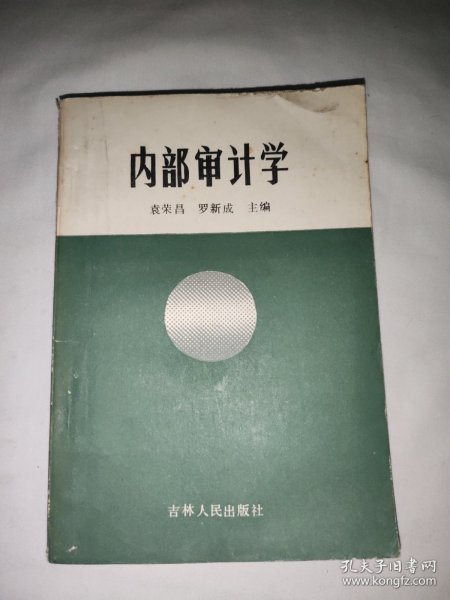 内部审计学
袁荣昌 罗新成 主编
吉林人民出版社
孔夫子旧书网
www.kongfz.com